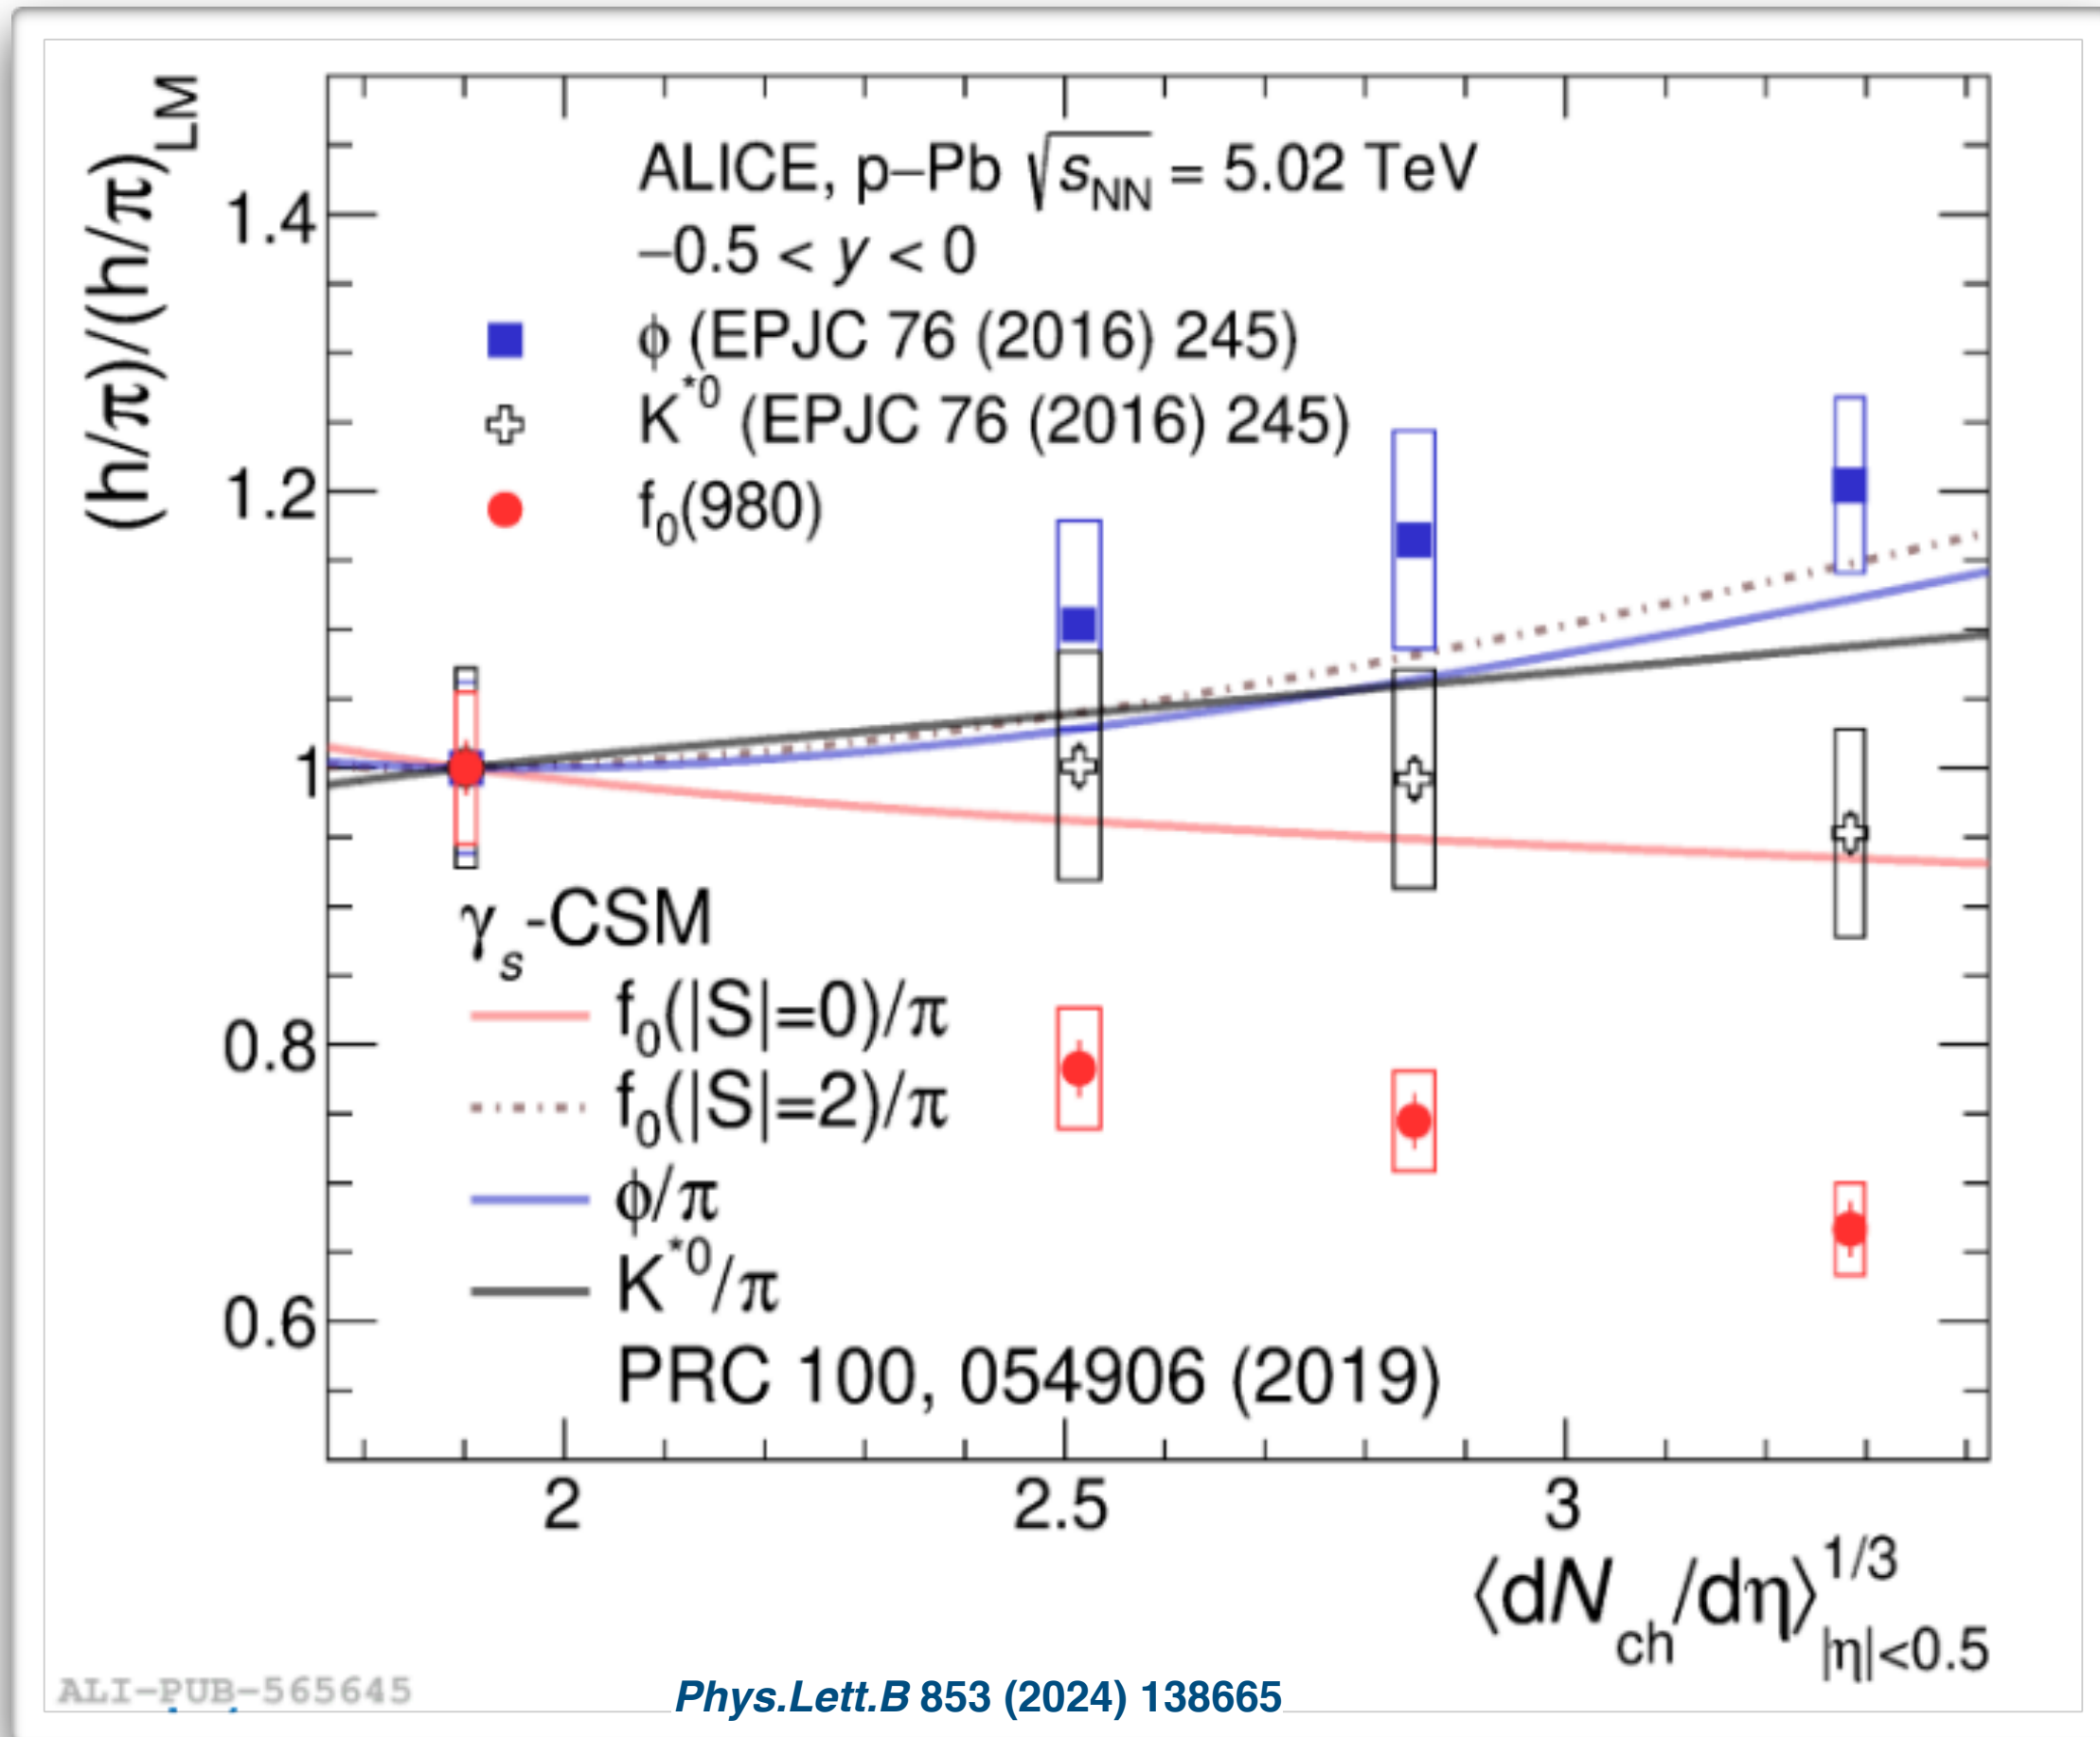 (h/π)/(h/π)LM
ALICE, p–Pb √sNN = 5.02 TeV
–0.5 < y < 0
ϕ (EPJC 76 (2016) 245)
K*0 (EPJC 76 (2016) 245)
f0(980)
1.4
1.2
1
0.8
0.6
γs-CSM
f0(|S|=0)/π
f0(|S|=2)/π
ϕ/π
K*0/π
PRC 100, 054906 (2019)
2 2.5 3
⟨dNch/dη⟩1/3|η|<0.5
ALI-PUB-565645
Phys.Lett.B 853 (2024) 138665